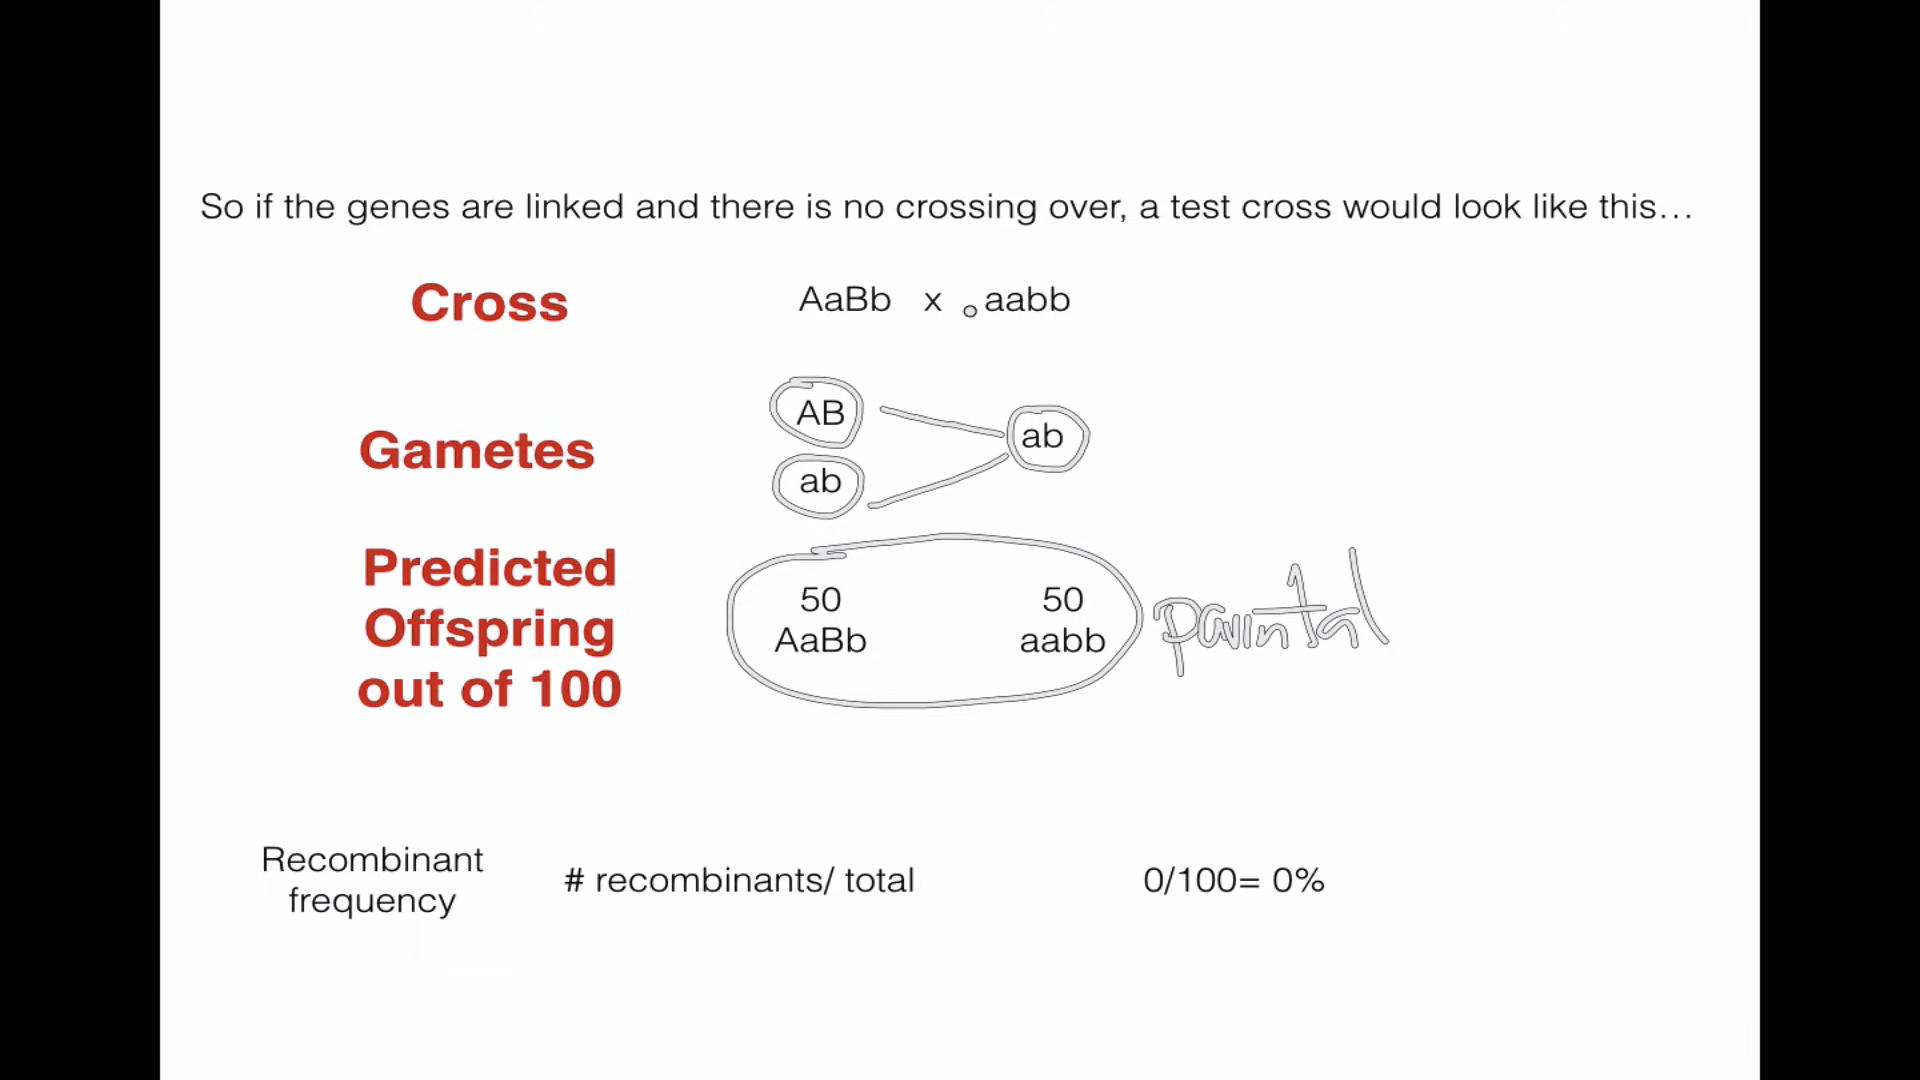 So if the genes are linked and there is no crossing over, a test cross would look like this…
Cross
AaBb x aabb
Gametes
AB
ab
ab
Predicted
Offspring
out of 100
50
AaBb
50
aabb
parintal
Recombinant
frequency
# recombinants/ total
0/100= 0%